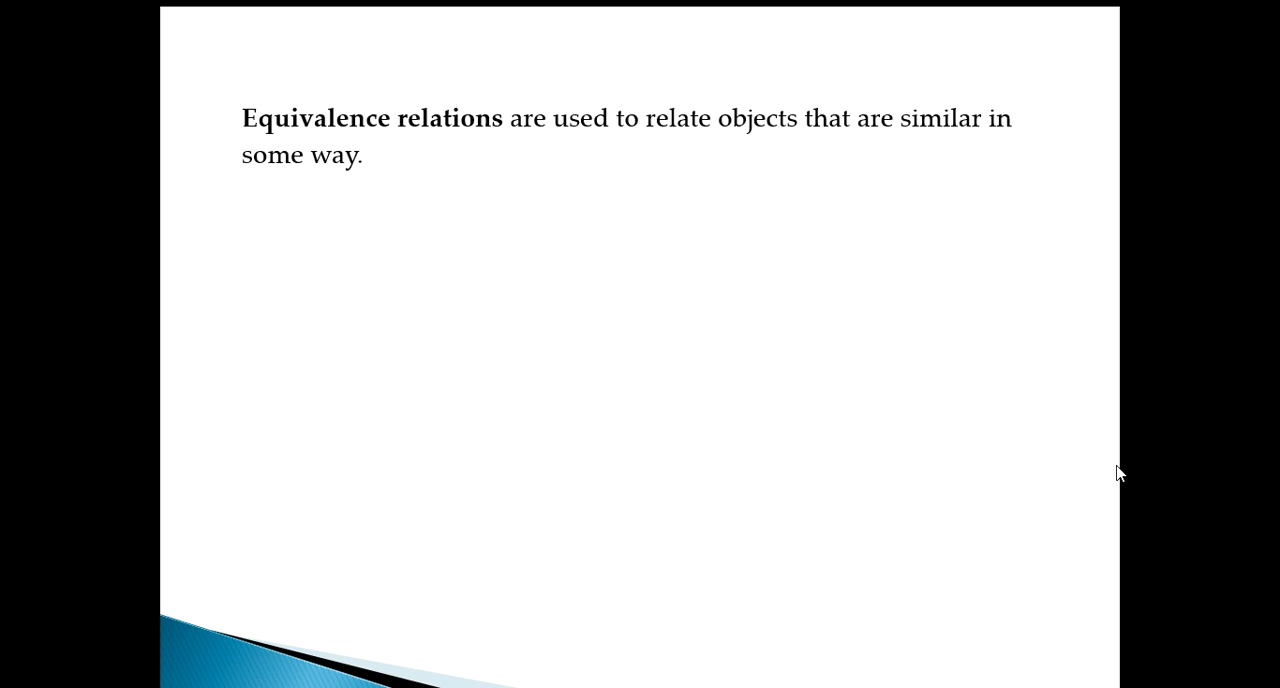 Equivalence relations are used to relate objects that are similar in
some way.